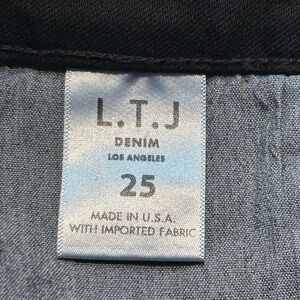 L.T.J
DENIM
LOS ANGELES
25
MADE IN U.S.A.
WITH IMPORTED FABRIC